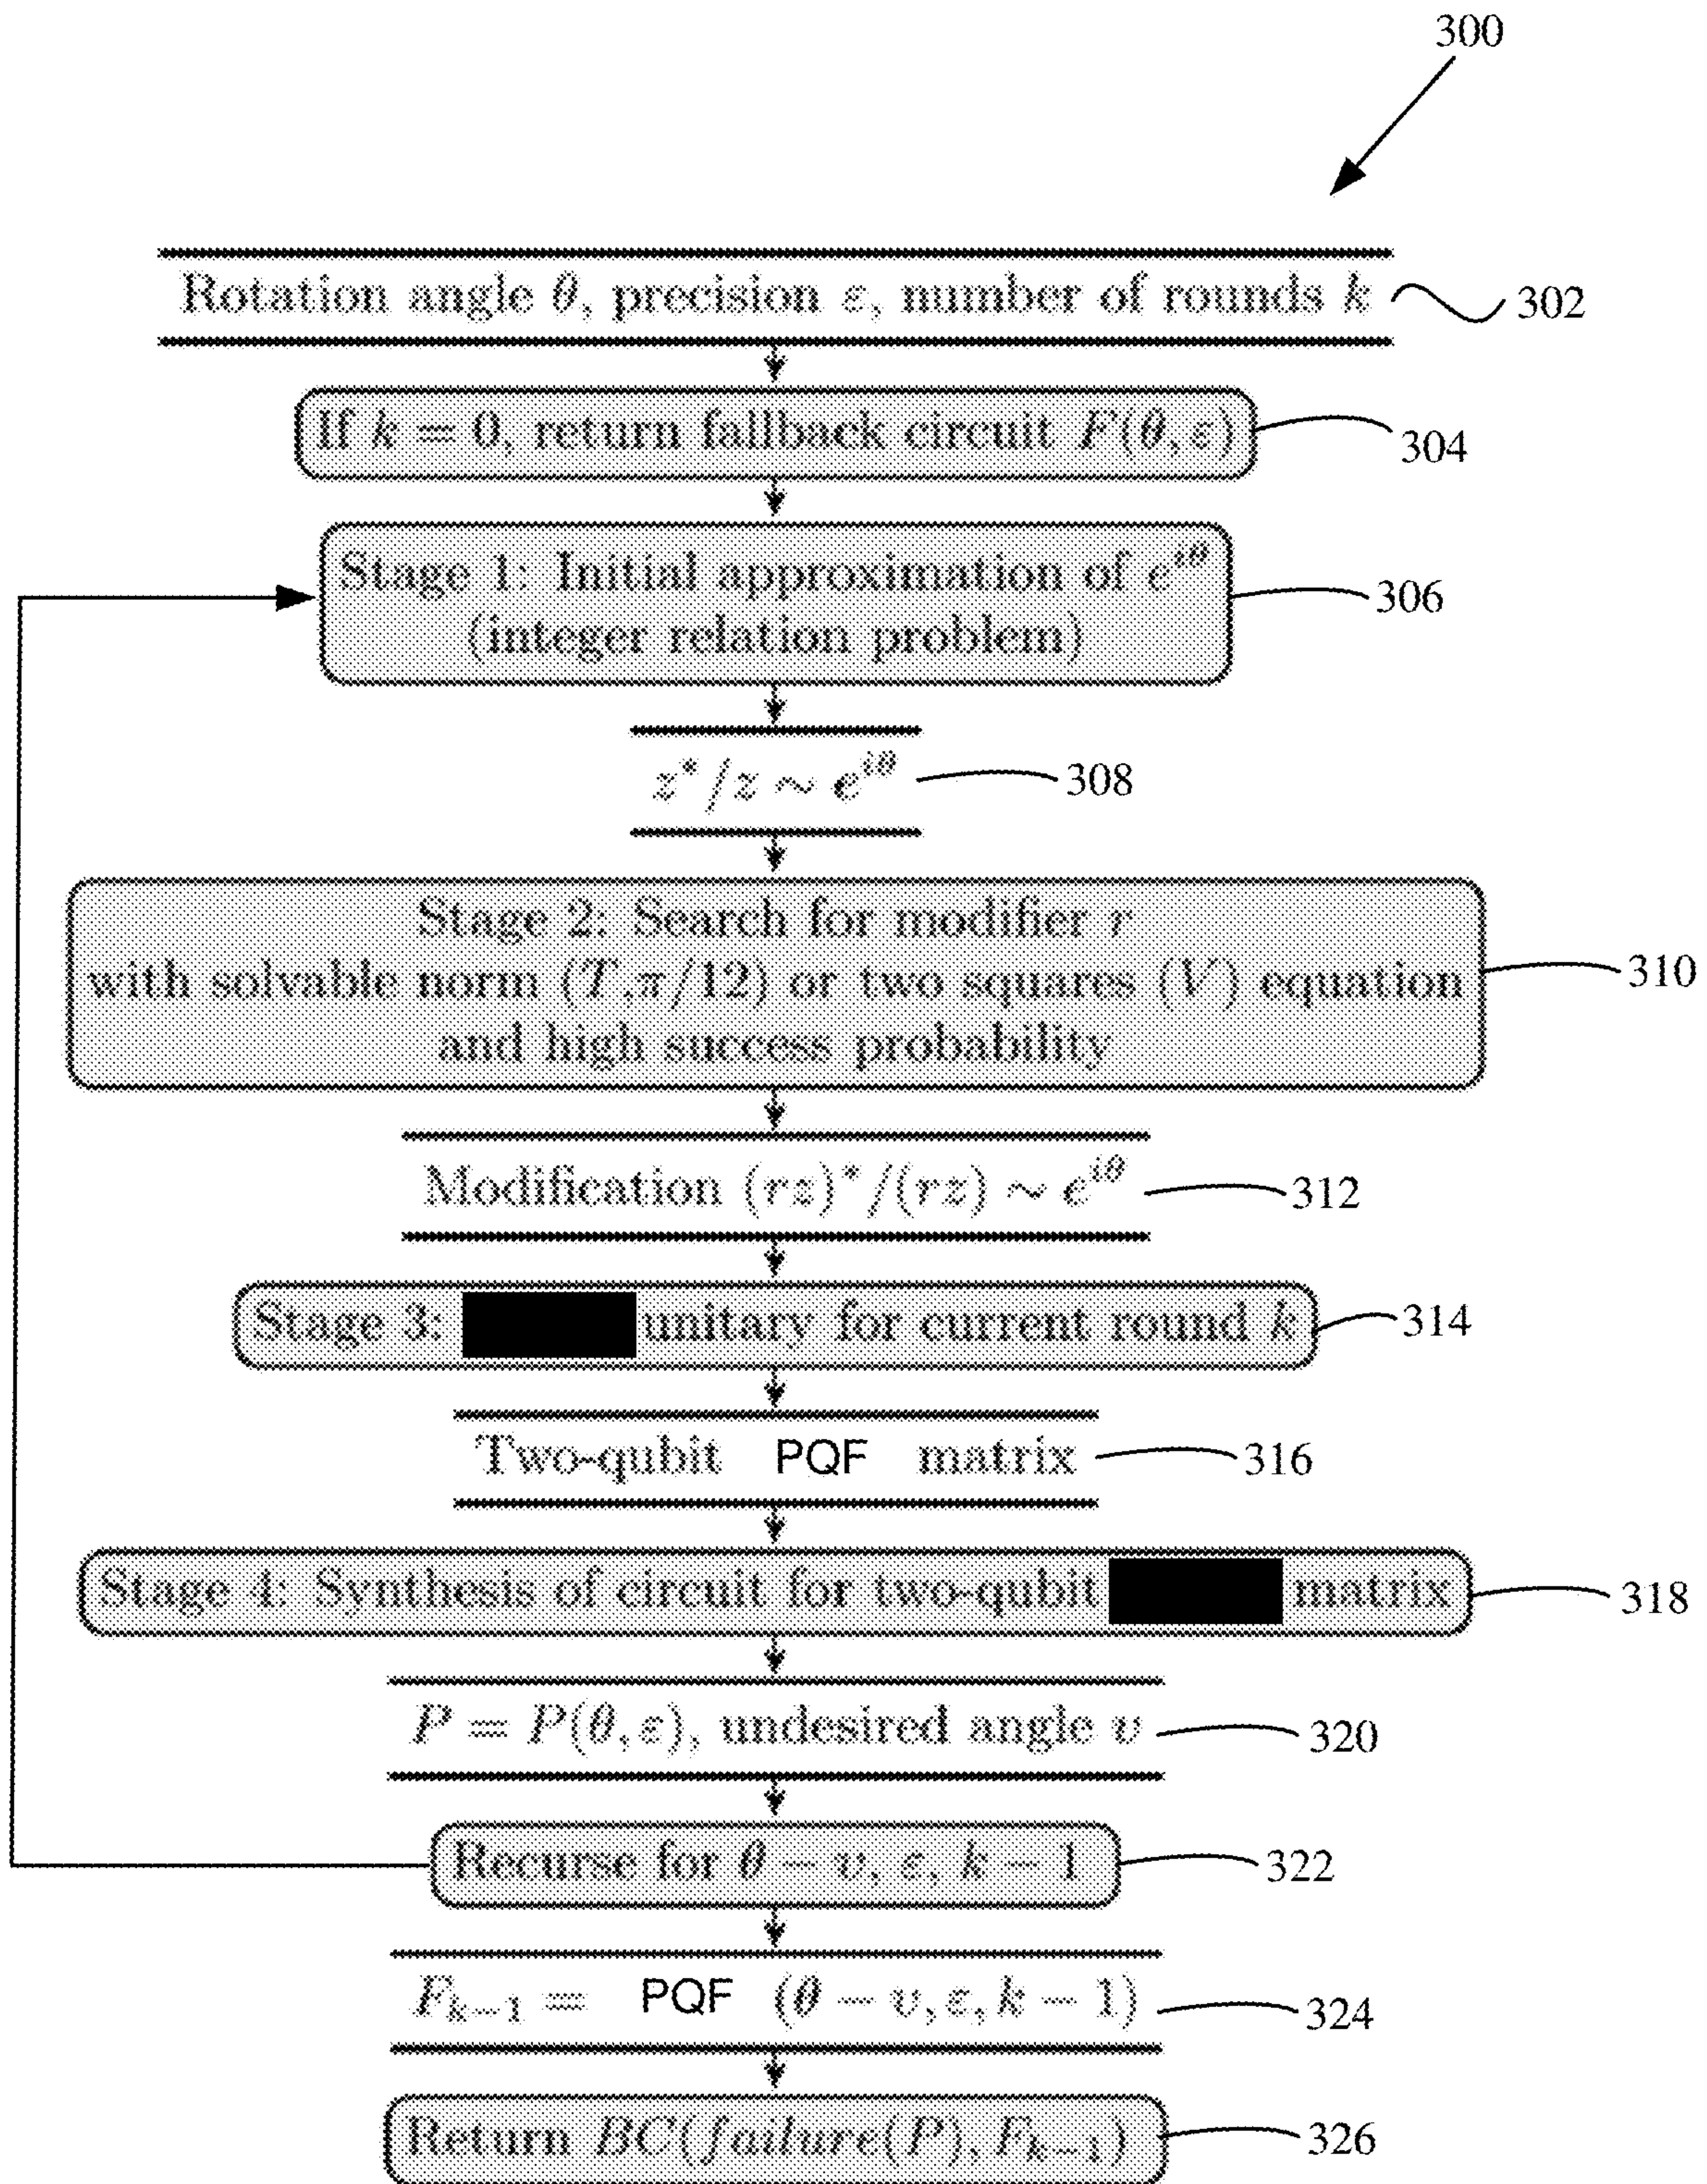 300
Rotation angle θ, precision ε, number of rounds k
302
If k = 0, return fallback circuit F(θ, ε)
304
Stage 1: Initial approximation of e^{iθ}
(integer relation problem)
306
z*/z ~ e^{iθ}
308
Stage 2: Search for modifier r
with solvable norm (T,π/12) or two squares (V) equation
and high success probability
310
Modification (rz)*/(rz) ~ e^{iθ}
312
Stage 3: unitary for current round k
314
Two-qubit PQF matrix
316
Stage 4: Synthesis of circuit for two-qubit matrix
318
P = P(θ, ε), undesired angle υ
320
Recurse for θ − υ, ε, k − 1
322
F_{k−1} = PQF (θ − υ, ε, k − 1)
324
Return BC(failure(P), F_{k−1})
326